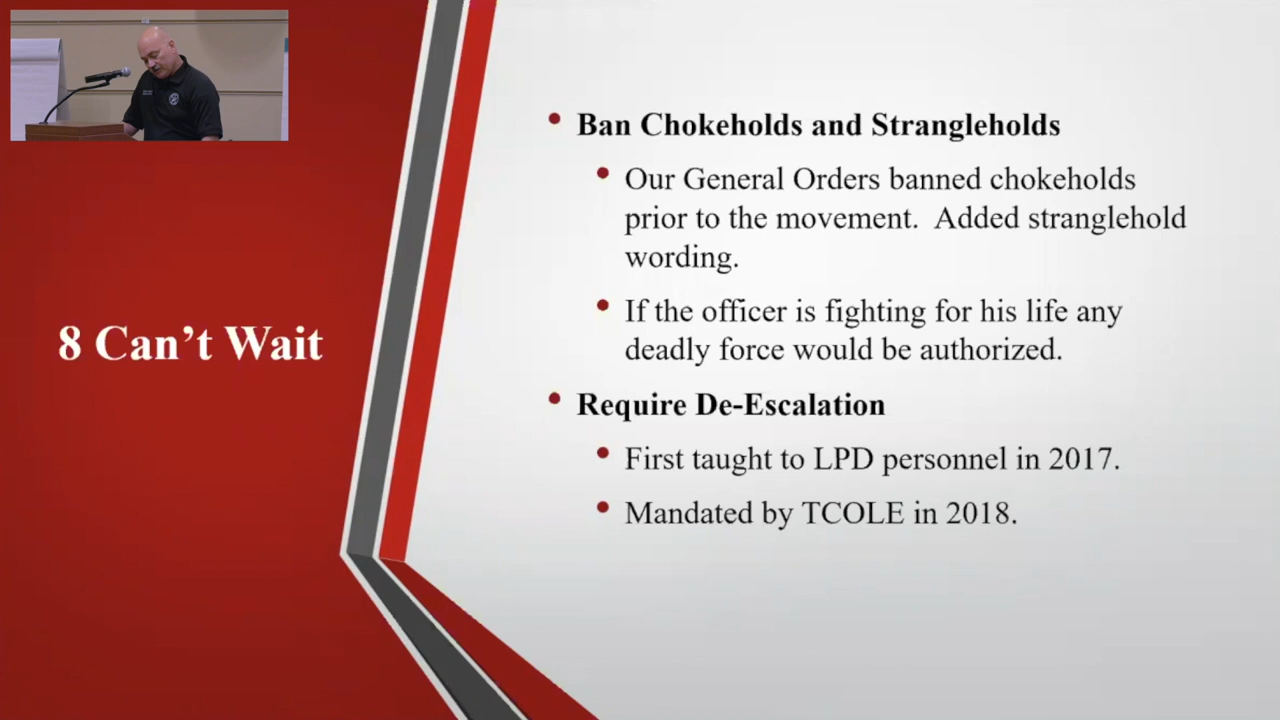 8 Can’t Wait
• Ban Chokeholds and Strangleholds
• Our General Orders banned chokeholds
prior to the movement.  Added stranglehold
wording.
• If the officer is fighting for his life any
deadly force would be authorized.
• Require De-Escalation
• First taught to LPD personnel in 2017.
• Mandated by TCOLE in 2018.